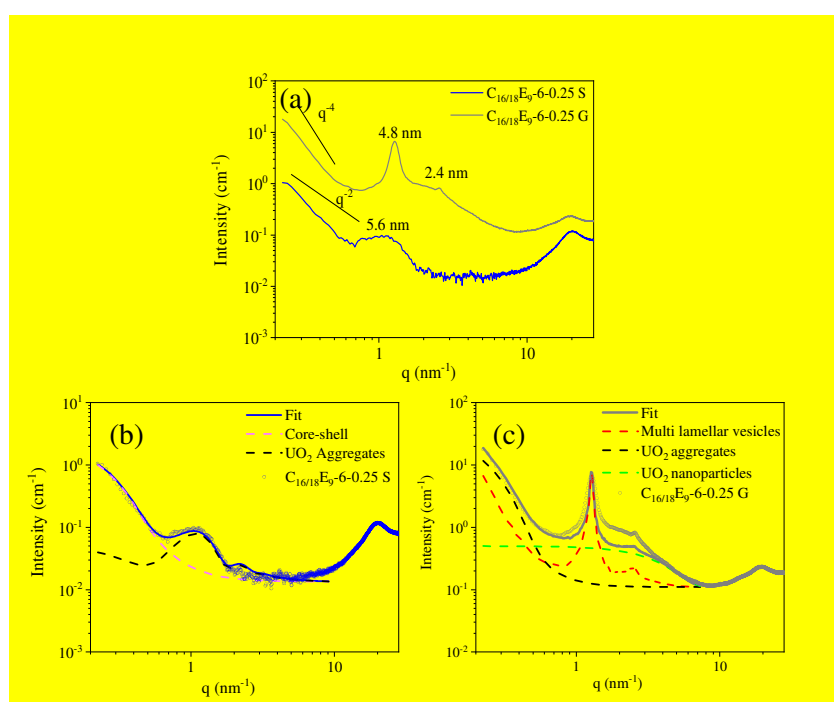 (a)
C16/18E9-6-0.25 S
C16/18E9-6-0.25 G
q-4
4.8 nm
2.4 nm
q-2
5.6 nm
Intensity (cm-1)
10²
10¹
10⁰
10-1
10-2
10-3
1
10
q (nm-1)
(b)
Fit
Core-shell
UO2 Aggregates
C16/18E9-6-0.25 S
Intensity (cm-1)
10¹
10⁰
10-1
10-2
10-3
1
10
q (nm-1)
(c)
Fit
Multi lamellar vesicles
UO2 aggregates
UO2 nanoparticles
C16/18E9-6-0.25 G
Intensity (cm-1)
10²
10¹
10⁰
10-1
10-2
1
10
q (nm-1)